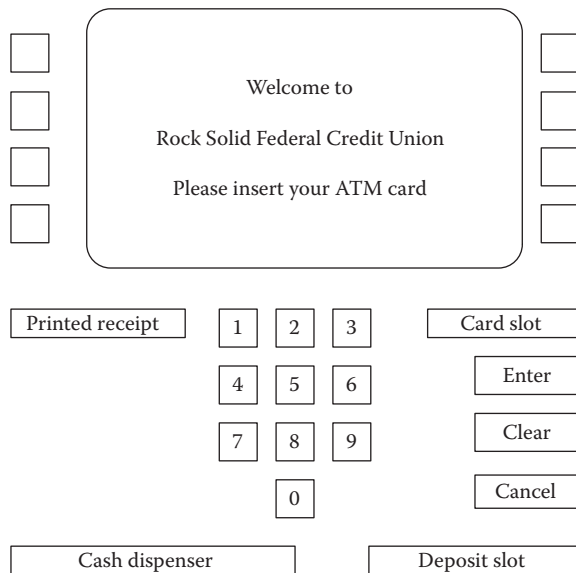 Welcome to
Rock Solid Federal Credit Union
Please insert your ATM card
Printed receipt
1 2 3
Card slot
4 5 6
Enter
7 8 9
Clear
0
Cancel
Cash dispenser
Deposit slot